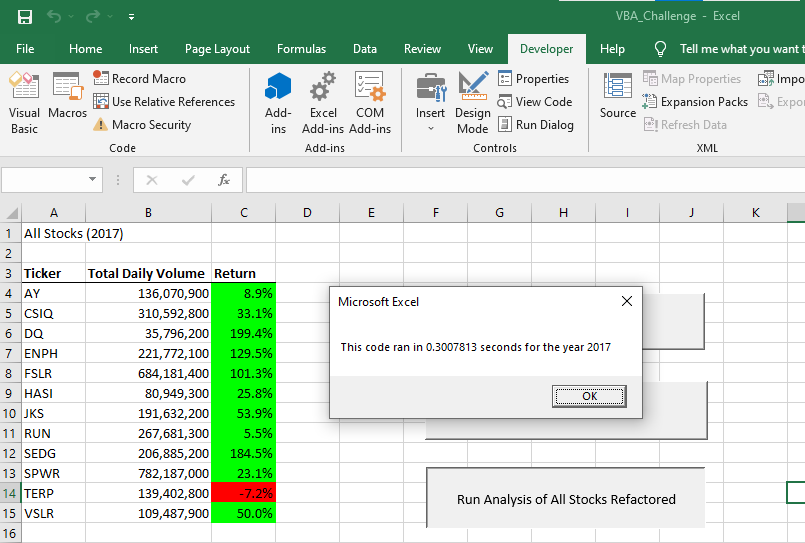 VBA_Challenge - Excel
File Home Insert Page Layout Formulas Data Review View Developer Help Tell me what you want t
Visual Basic
Macros
Record Macro
Use Relative References
Macro Security
Code
Add-ins
Excel Add-ins
COM Add-ins
Add-ins
Insert
Design Mode
Properties
View Code
Run Dialog
Controls
Source
Map Properties
Expansion Packs
Refresh Data
Impo
Expor
XML
fx
A B C D E F G H I J K
1 All Stocks (2017)
2
3 Ticker Total Daily Volume Return
4 AY 136,070,900 8.9%
5 CSIQ 310,592,800 33.1%
6 DQ 35,796,200 199.4%
7 ENPH 221,772,100 129.5%
8 FSLR 684,181,400 101.3%
9 HASI 80,949,300 25.8%
10 JKS 191,632,200 53.9%
11 RUN 267,681,300 5.5%
12 SEDG 206,885,200 184.5%
13 SPWR 782,187,000 23.1%
14 TERP 139,402,800 -7.2%
15 VSLR 109,487,900 50.0%
16
Microsoft Excel
This code ran in 0.3007813 seconds for the year 2017
OK
Run Analysis of All Stocks Refactored